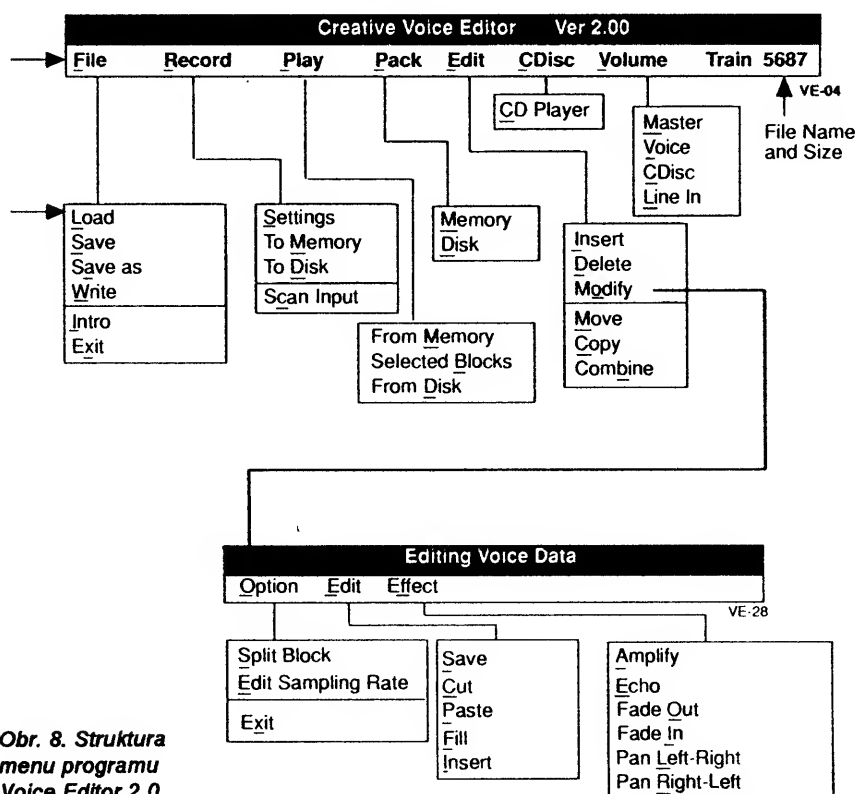 Creative Voice Editor Ver 2.00
File Record Play Pack Edit CDisc Volume Train 5687
VE-04
File Name
and Size
CD Player
Master
Voice
CDisc
Line In
Load
Save
Save as
Write
Intro
Exit
Settings
To Memory
To Disk
Scan Input
From Memory
Selected Blocks
From Disk
Memory
Disk
Insert
Delete
Modify
Move
Copy
Combine
Editing Voice Data
Option Edit Effect
VE-28
Split Block
Edit Sampling Rate
Exit
Save
Cut
Paste
Fill
Insert
Amplify
Echo
Fade Out
Fade In
Pan Left-Right
Pan Right-Left
Obr. 8. Struktura
menu programu
Voice Editor 2.0